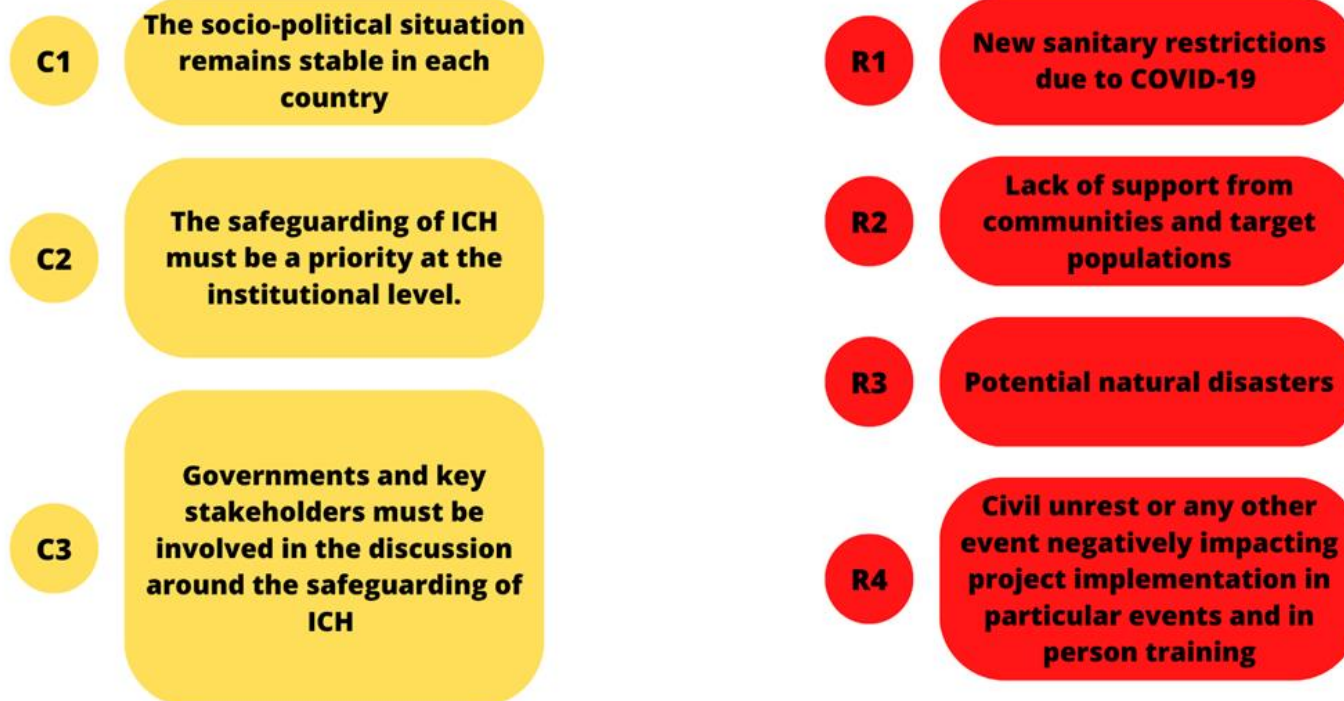 C1
The socio-political situation
remains stable in each
country
C2
The safeguarding of ICH
must be a priority at the
institutional level.
C3
Governments and key
stakeholders must be
involved in the discussion
around the safeguarding of
ICH
R1
New sanitary restrictions
due to COVID-19
R2
Lack of support from
communities and target
populations
R3
Potential natural disasters
R4
Civil unrest or any other
event negatively impacting
project implementation in
particular events and in
person training